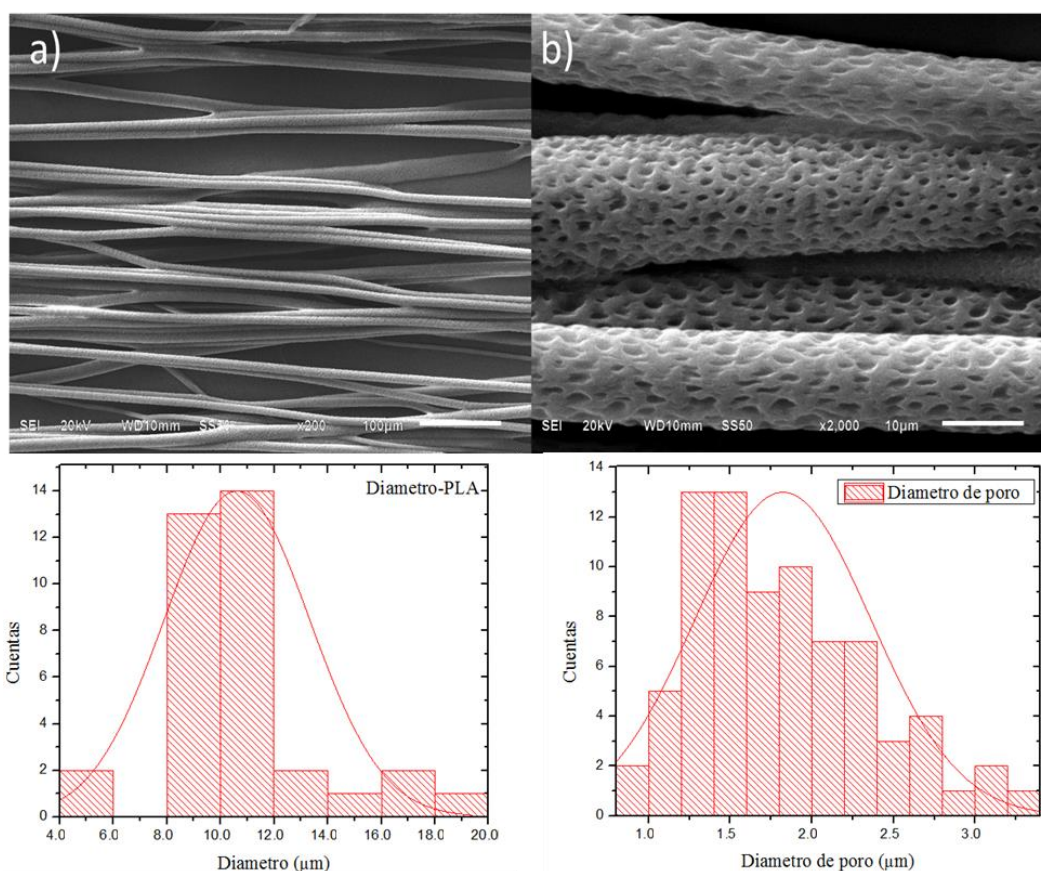 a)
b)
SEI 20kV WD10mm SS50 x200 100µm
SEI 20kV WD10mm SS50 x2,000 10µm
Diametro-PLA
Cuentas
14
12
10
8
6
4
2
0
4.0 6.0 8.0 10.0 12.0 14.0 16.0 18.0 20.0
Diametro (µm)
Diametro de poro
Cuentas
14
12
10
8
6
4
2
0
1.0 1.5 2.0 2.5 3.0
Diametro de poro (µm)